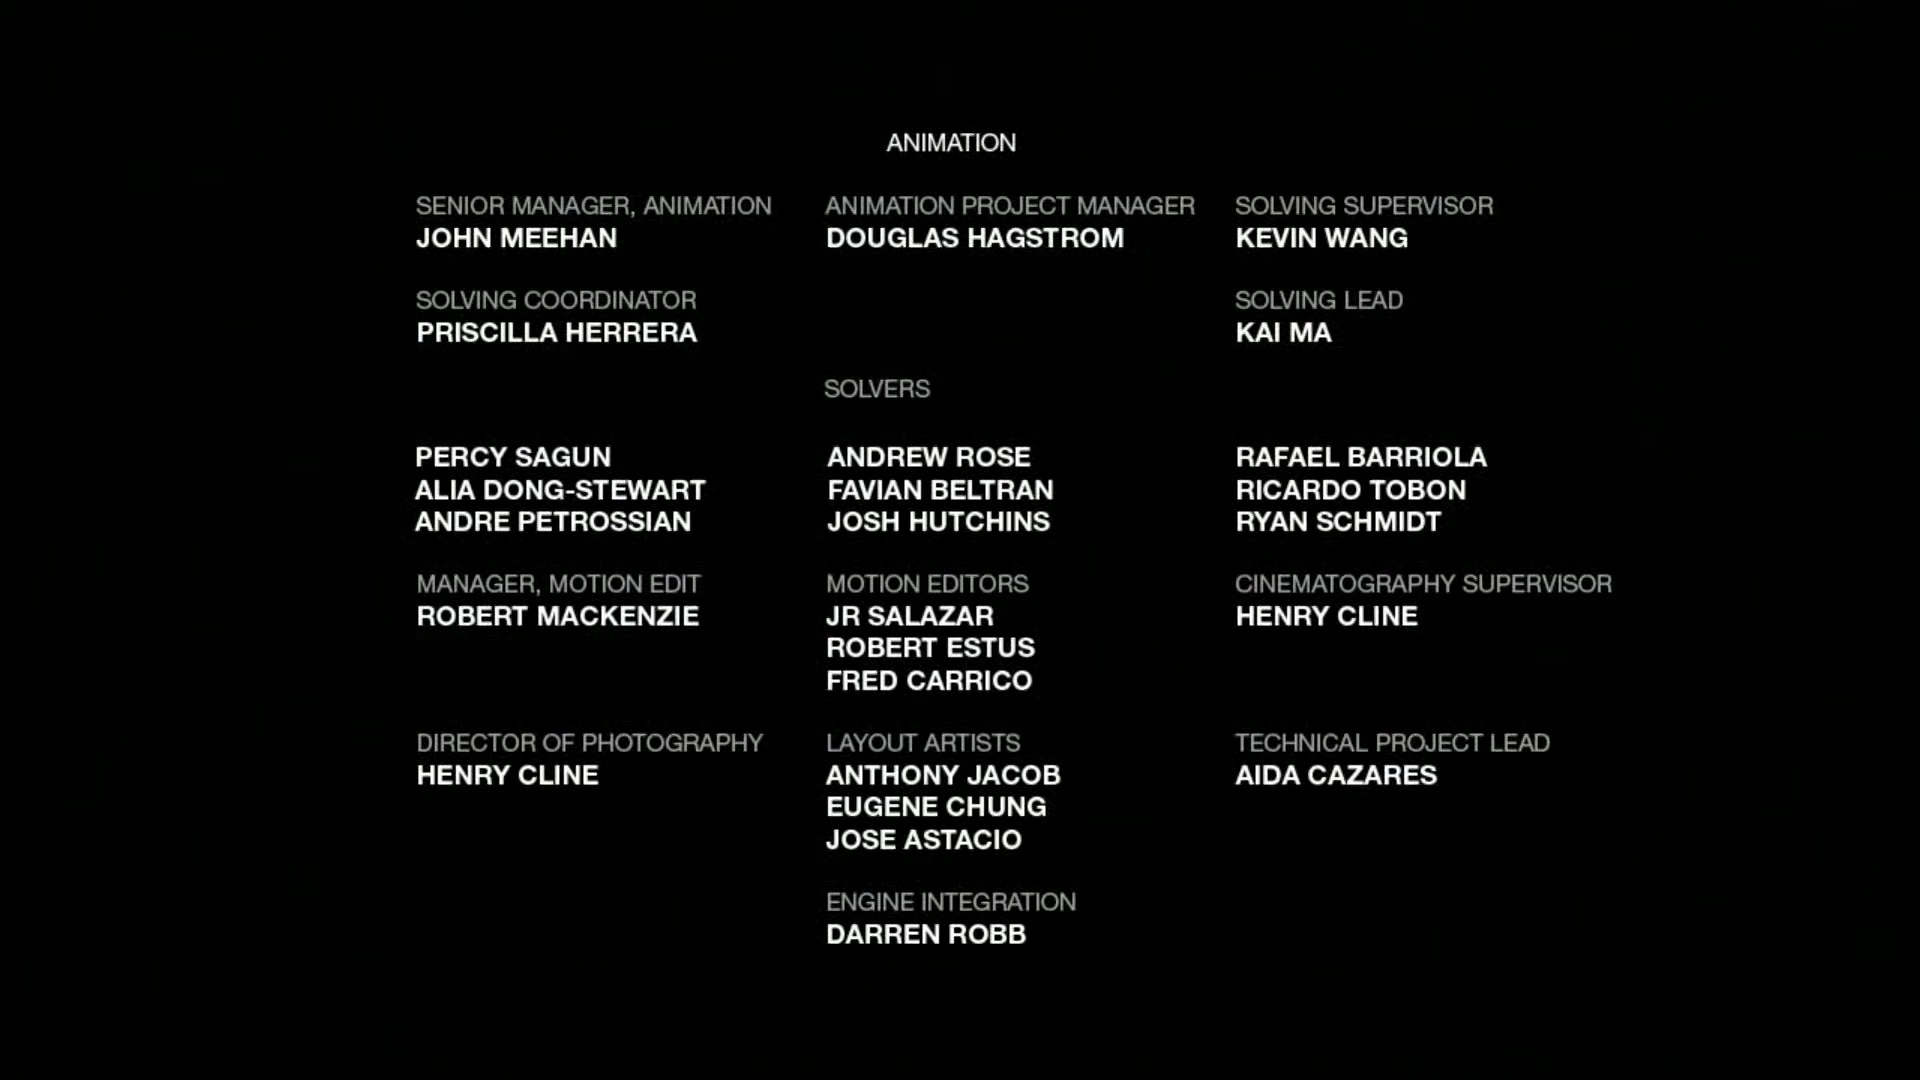 ANIMATION
SENIOR MANAGER, ANIMATION
JOHN MEEHAN
ANIMATION PROJECT MANAGER
DOUGLAS HAGSTROM
SOLVING SUPERVISOR
KEVIN WANG
SOLVING COORDINATOR
PRISCILLA HERRERA
SOLVING LEAD
KAI MA
SOLVERS
PERCY SAGUN
ALIA DONG-STEWART
ANDRE PETROSSIAN
ANDREW ROSE
FAVIAN BELTRAN
JOSH HUTCHINS
RAFAEL BARRIOLA
RICARDO TOBON
RYAN SCHMIDT
MANAGER, MOTION EDIT
ROBERT MACKENZIE
MOTION EDITORS
JR SALAZAR
ROBERT ESTUS
FRED CARRICO
CINEMATOGRAPHY SUPERVISOR
HENRY CLINE
DIRECTOR OF PHOTOGRAPHY
HENRY CLINE
LAYOUT ARTISTS
ANTHONY JACOB
EUGENE CHUNG
JOSE ASTACIO
TECHNICAL PROJECT LEAD
AIDA CAZARES
ENGINE INTEGRATION
DARREN ROBB